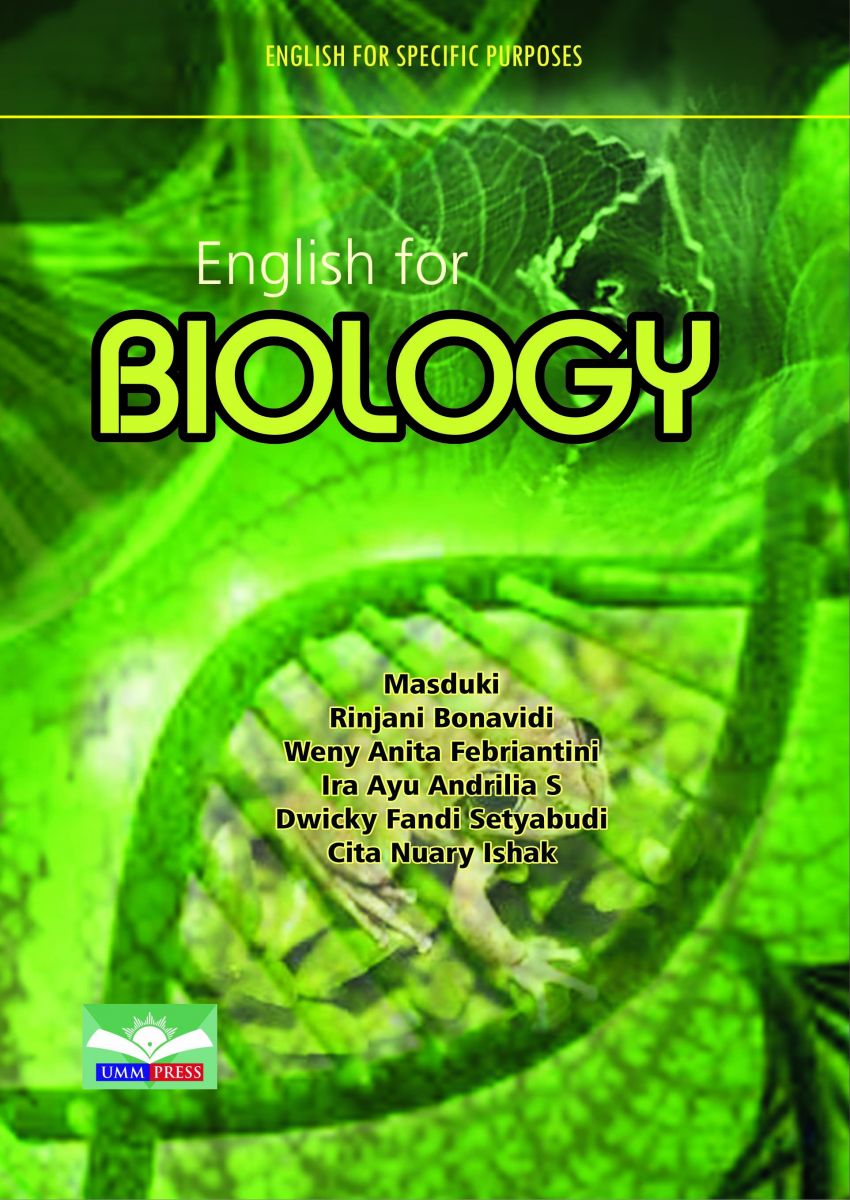 ENGLISH FOR SPECIFIC PURPOSES
English for
BIOLOGY
Masduki
Rinjani Bonavidi
Weny Anita Febriantini
Ira Ayu Andrilia S
Dwicky Fandi Setyabudi
Cita Nuary Ishak
UMM PRESS